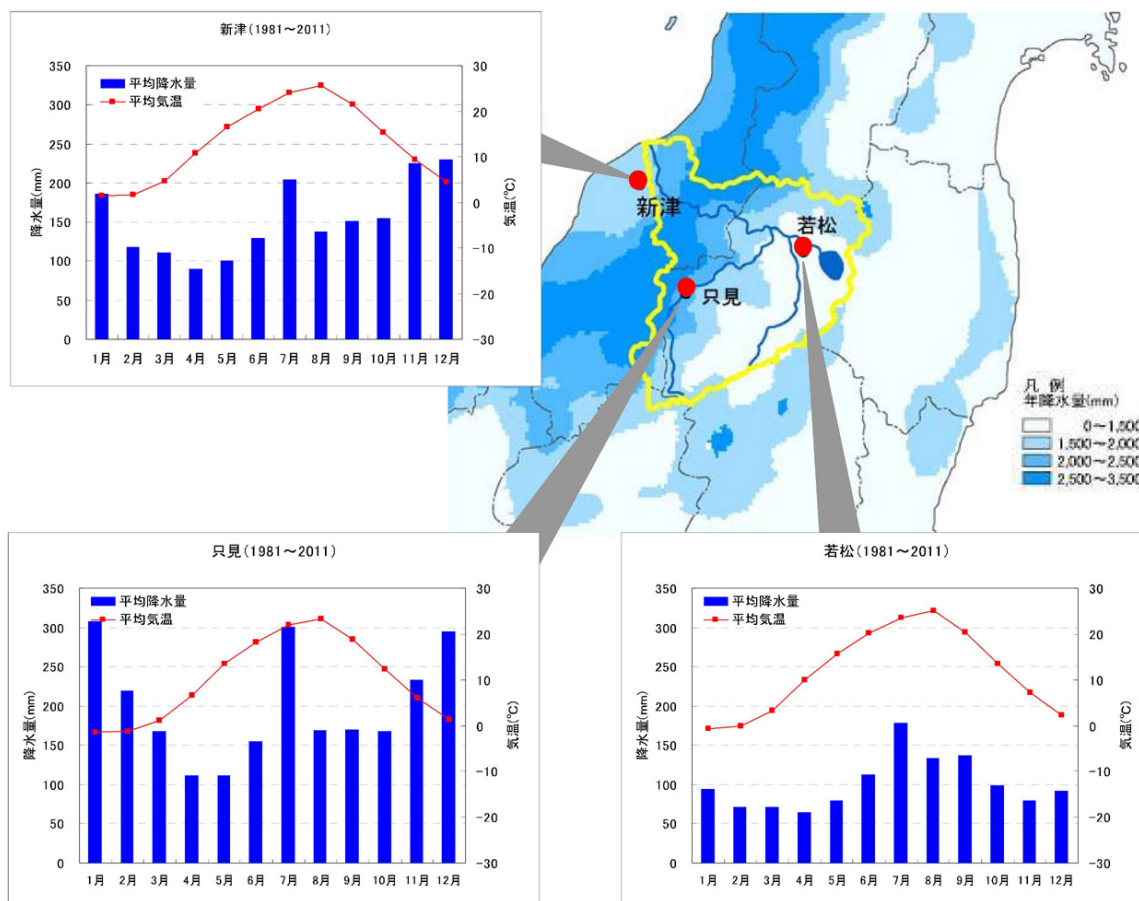 新津(1981～2011)
350
300
250
200
150
100
50
0
降水量(mm)
平均降水量
平均気温
30
20
10
0
-10
-20
-30
気温(℃)
1月 2月 3月 4月 5月 6月 7月 8月 9月 10月 11月 12月
新津
若松
只見
凡 例
年降水量(mm)
0～1,500
1,500～2,000
2,000～2,500
2,500～3,500
只見(1981～2011)
350
300
250
200
150
100
50
0
降水量(mm)
平均降水量
平均気温
30
20
10
0
-10
-20
-30
気温(℃)
1月 2月 3月 4月 5月 6月 7月 8月 9月 10月 11月 12月
若松(1981～2011)
350
300
250
200
150
100
50
0
降水量(mm)
平均降水量
平均気温
30
20
10
0
-10
-20
-30
気温(℃)
1月 2月 3月 4月 5月 6月 7月 8月 9月 10月 11月 12月